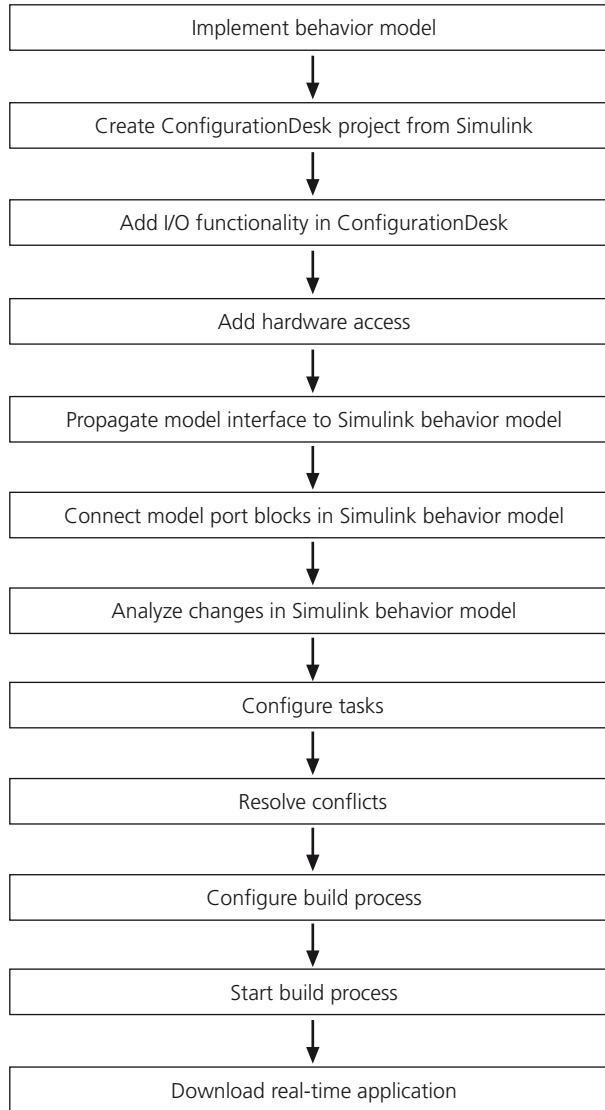 Implement behavior model
Create ConfigurationDesk project from Simulink
Add I/O functionality in ConfigurationDesk
Add hardware access
Propagate model interface to Simulink behavior model
Connect model port blocks in Simulink behavior model
Analyze changes in Simulink behavior model
Configure tasks
Resolve conflicts
Configure build process
Start build process
Download real-time application